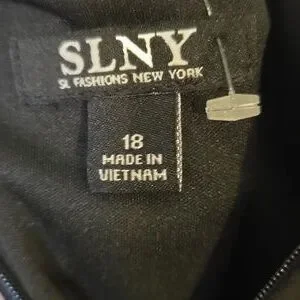 SLNY
SL FASHIONS NEW YORK
18
MADE IN
VIETNAM